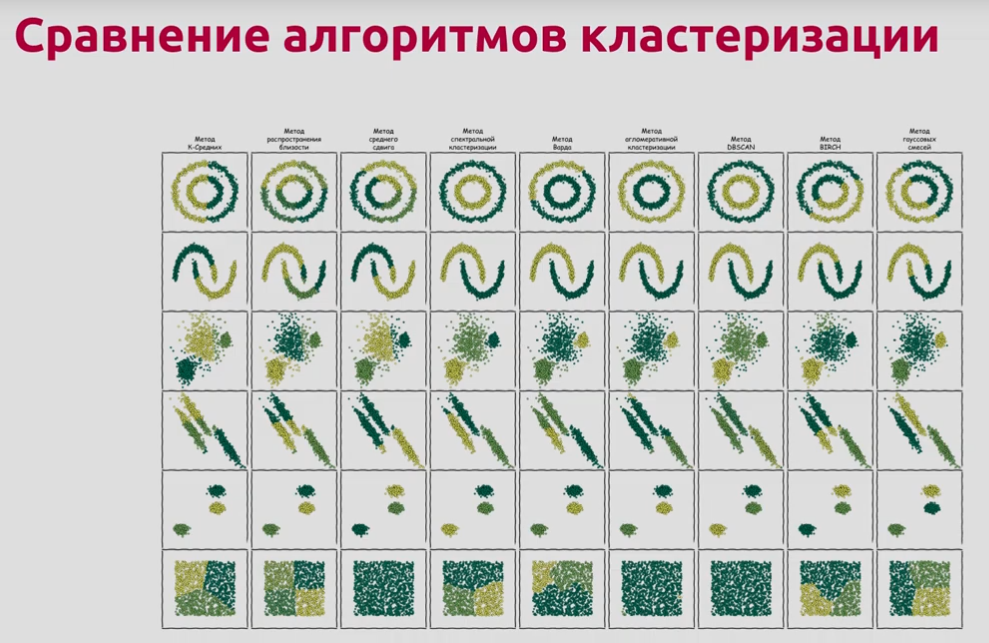 Сравнение алгоритмов кластеризации
Метод
К-Средних
Метод
распространения
близости
Метод
среднего
сдвига
Метод
спектральной
кластеризации
Метод
Варда
Метод
агломеративной
кластеризации
Метод
DBSCAN
Метод
BIRCH
Метод
гауссовых
смесей